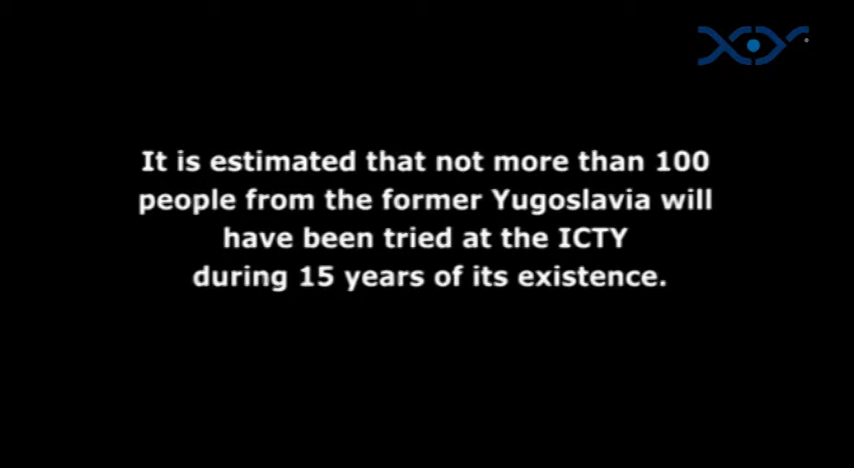 It is estimated that not more than 100
people from the former Yugoslavia will
have been tried at the ICTY
during 15 years of its existence.